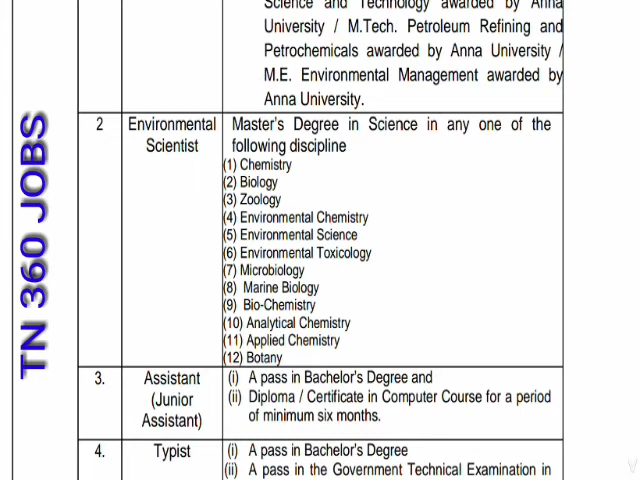 Science and Technology awarded by Anna
University / M.Tech. Petroleum Refining and
Petrochemicals awarded by Anna University /
M.E. Environmental Management awarded by
Anna University.
2 Environmental Scientist Master's Degree in Science in any one of the
following discipline
(1) Chemistry
(2) Biology
(3) Zoology
(4) Environmental Chemistry
(5) Environmental Science
(6) Environmental Toxicology
(7) Microbiology
(8) Marine Biology
(9) Bio-Chemistry
(10) Analytical Chemistry
(11) Applied Chemistry
(12) Botany
3. Assistant (Junior Assistant) (i) A pass in Bachelor's Degree and
(ii) Diploma / Certificate in Computer Course for a period
of minimum six months.
4. Typist (i) A pass in Bachelor's Degree
(ii) A pass in the Government Technical Examination in
TN 360 JOBS